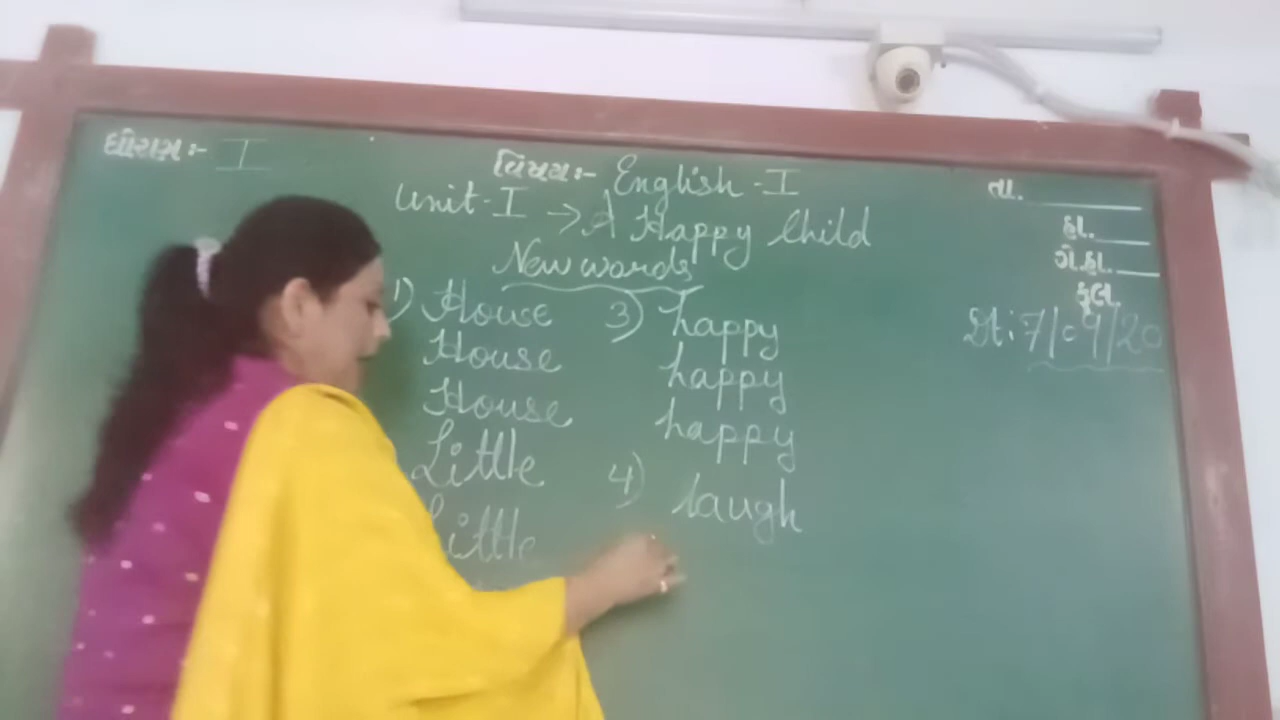 ધોરણ:- I
વિષય:- English - I
તા.
Unit-I → A Happy Child
હા.
New words
ગે.હા.
કુલ.
Dt: 7/09/20
1) House
House
House
Little
Little
3) happy
happy
happy
4) laugh